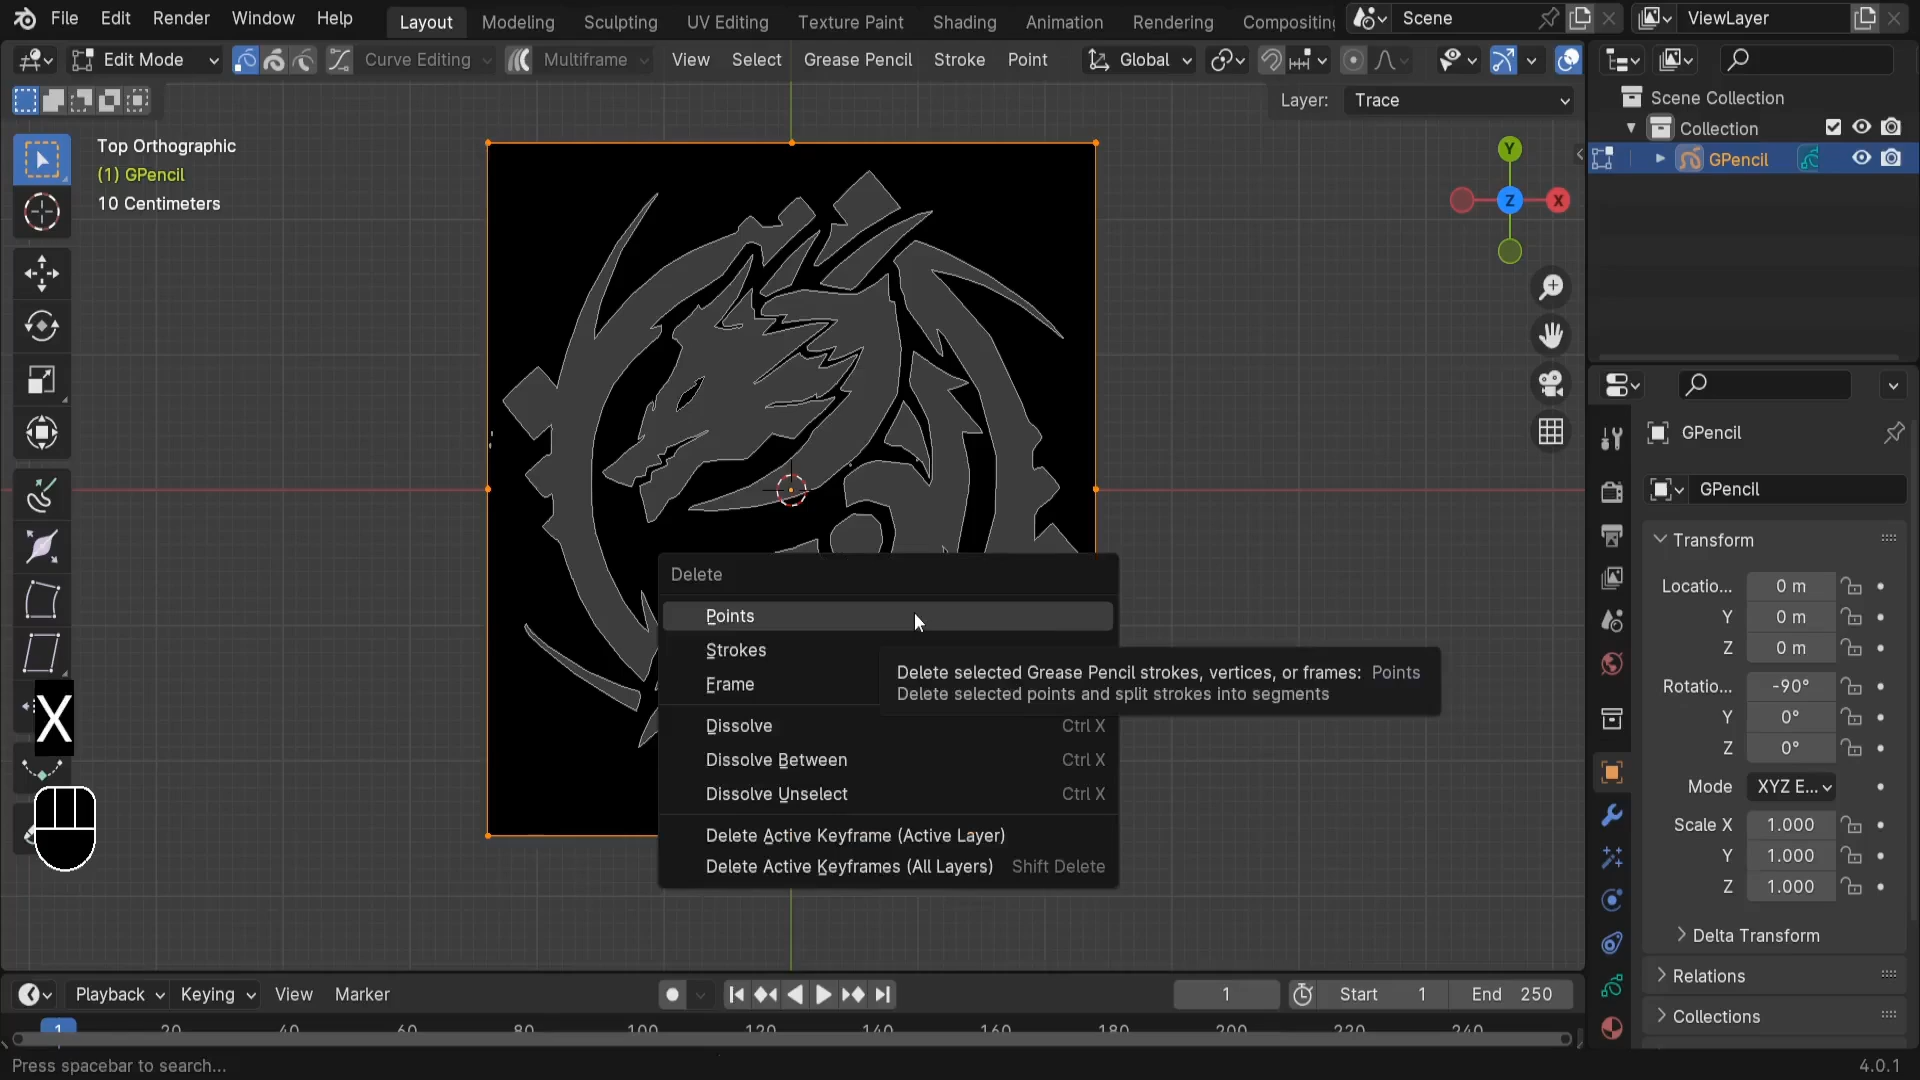 File Edit Render Window Help Layout Modeling Sculpting UV Editing Texture Paint Shading Animation Rendering Compositing Scene ViewLayer
Edit Mode Curve Editing Multiframe View Select Grease Pencil Stroke Point Global
Layer: Trace
Top Orthographic
(1) GPencil
10 Centimeters
Y
Z X
Scene Collection
Collection
GPencil
Delete
Points
Strokes
Frame
Dissolve Ctrl X
Dissolve Between Ctrl X
Dissolve Unselect Ctrl X
Delete Active Keyframe (Active Layer)
Delete Active Keyframes (All Layers) Shift Delete
Delete selected Grease Pencil strokes, vertices, or frames: Points
Delete selected points and split strokes into segments
X
GPencil
GPencil
Transform
Locatio... 0 m
Y 0 m
Z 0 m
Rotatio... -90°
Y 0°
Z 0°
Mode XYZ E...
Scale X 1.000
Y 1.000
Z 1.000
Delta Transform
Relations
Collections
Playback Keying View Marker 1 Start 1 End 250
1 20 40 60 80 100 120 140 160 180 200 220 240
Press spacebar to search... 4.0.1